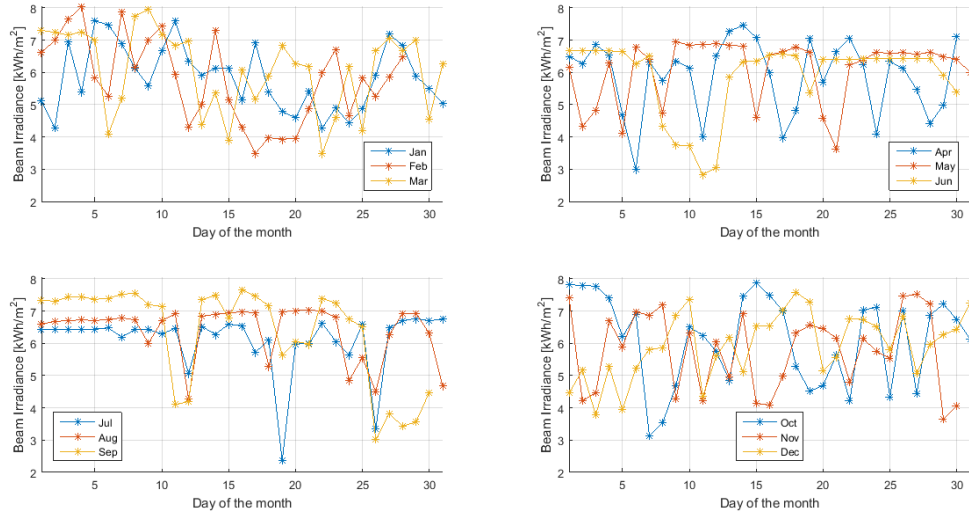 Beam Irradiance [kWh/m²]
8
7
6
5
4
3
2
5 10 15 20 25 30
Day of the month
Jan
Feb
Mar
Beam Irradiance [kWh/m²]
8
7
6
5
4
3
2
5 10 15 20 25 30
Day of the month
Apr
May
Jun
Beam Irradiance [kWh/m²]
8
7
6
5
4
3
2
5 10 15 20 25 30
Day of the month
Jul
Aug
Sep
Beam Irradiance [kWh/m²]
8
7
6
5
4
3
2
5 10 15 20 25 30
Day of the month
Oct
Nov
Dec